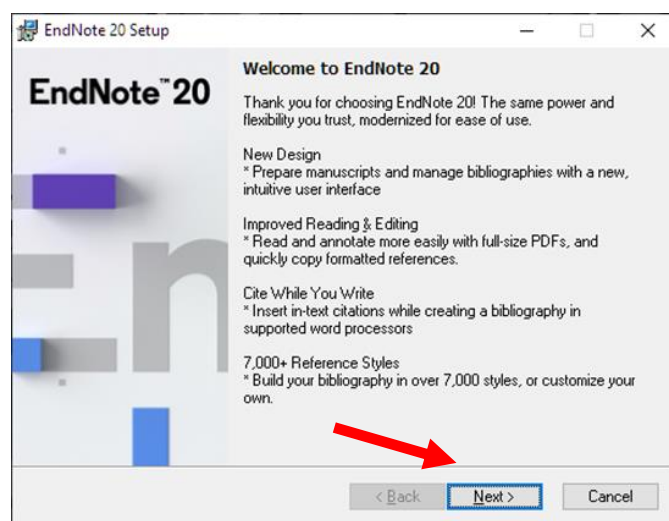 EndNote 20 Setup
EndNote™20
Welcome to EndNote 20
Thank you for choosing EndNote 20! The same power and
flexibility you trust, modernized for ease of use.
New Design
* Prepare manuscripts and manage bibliographies with a new,
intuitive user interface
Improved Reading & Editing
* Read and annotate more easily with full-size PDFs, and
quickly copy formatted references.
Cite While You Write
* Insert in-text citations while creating a bibliography in
supported word processors
7,000+ Reference Styles
* Build your bibliography in over 7,000 styles, or customize your
own.
< Back
Next >
Cancel